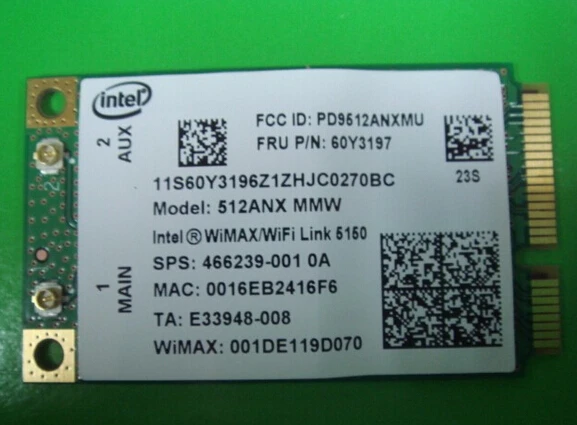 intel
2 AUX
1 MAIN
FCC ID: PD9512ANXMU
FRU P/N: 60Y3197
23S
11S60Y3196Z1ZHJC0270BC
Model: 512ANX MMW
Intel® WiMAX/WiFi Link 5150
SPS: 466239-001 0A
MAC: 0016EB2416F6
TA: E33948-008
WiMAX: 001DE119D070